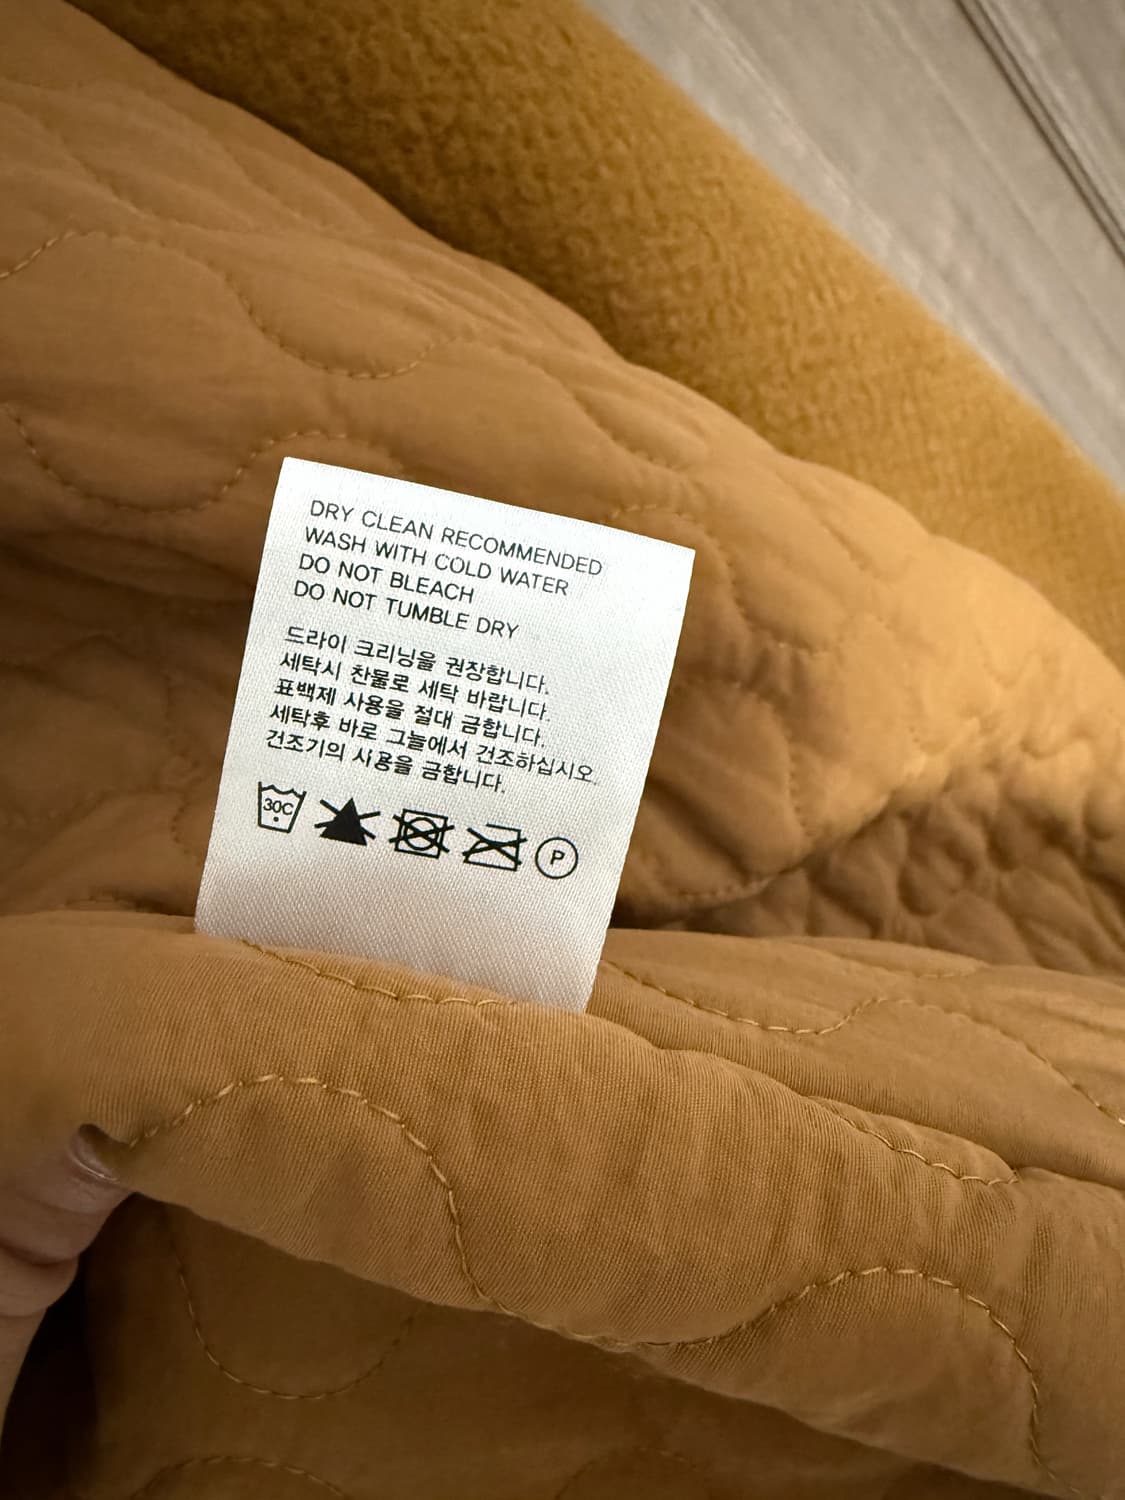 DRY CLEAN RECOMMENDED
WASH WITH COLD WATER
DO NOT BLEACH
DO NOT TUMBLE DRY
드라이 크리닝을 권장합니다.
세탁시 찬물로 세탁 바랍니다.
표백제 사용을 절대 금합니다.
세탁후 바로 그늘에서 건조하십시오.
건조기의 사용을 금합니다.
30C P